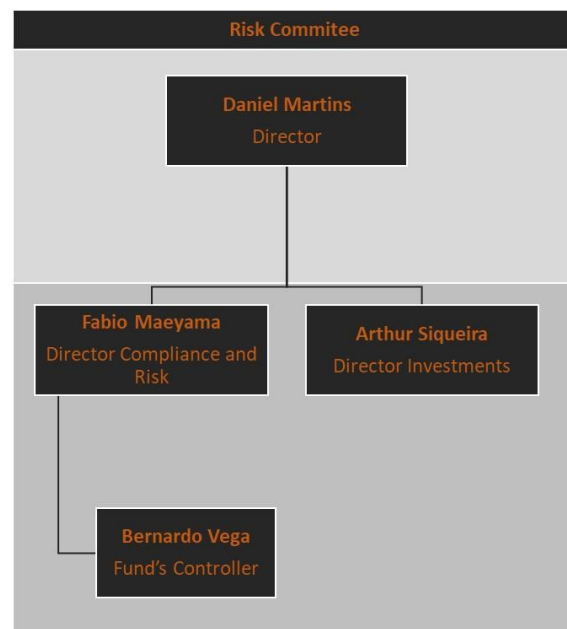 Risk Commitee
Daniel Martins
Director
Fabio Maeyama
Director Compliance and
Risk
Arthur Siqueira
Director Investments
Bernardo Vega
Fund's Controller